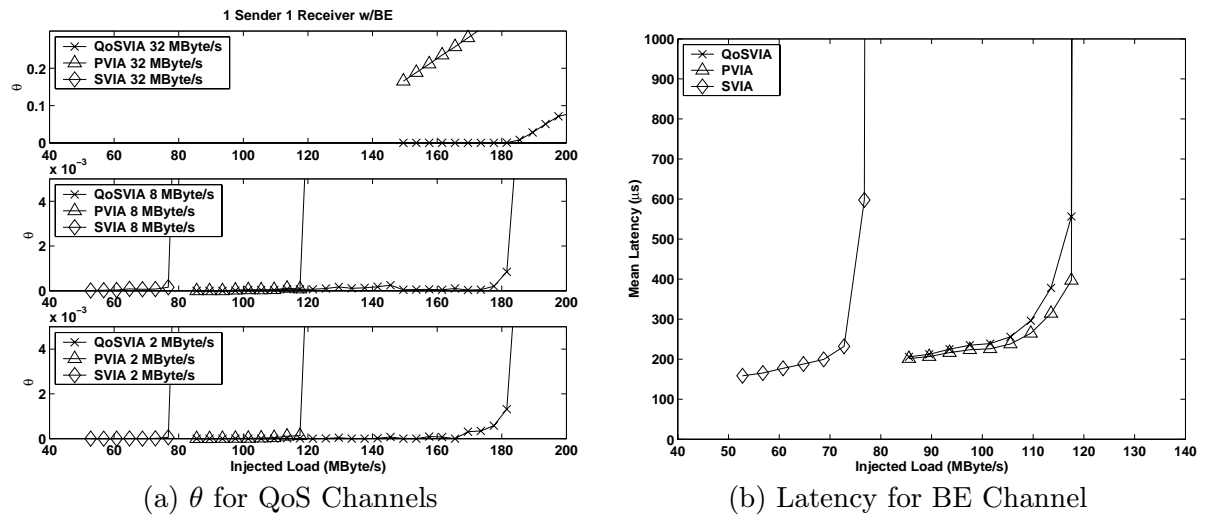 1 Sender 1 Receiver w/BE
QoSVIA 32 MByte/s
PVIA 32 MByte/s
SVIA 32 MByte/s
θ
0.2
0.1
0
40 60 80 100 120 140 160 180 200
x 10⁻³
QoSVIA 8 MByte/s
PVIA 8 MByte/s
SVIA 8 MByte/s
θ
4
2
0
40 60 80 100 120 140 160 180 200
x 10⁻³
QoSVIA 2 MByte/s
PVIA 2 MByte/s
SVIA 2 MByte/s
θ
4
2
0
40 60 80 100 120 140 160 180 200
Injected Load (MByte/s)
(a) θ for QoS Channels
QoSVIA
PVIA
SVIA
Mean Latency (μs)
1000
900
800
700
600
500
400
300
200
100
0
40 50 60 70 80 90 100 110 120 130 140
Injected Load (MByte/s)
(b) Latency for BE Channel